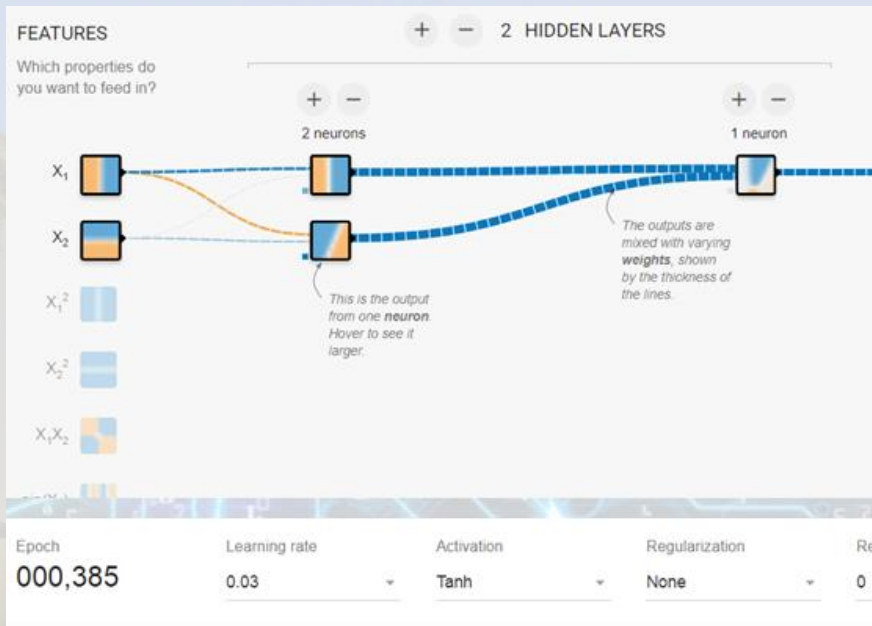 FEATURES
Which properties do
you want to feed in?
+ − 2 HIDDEN LAYERS
+ −
2 neurons
+ −
1 neuron
X₁
X₂
X₁²
X₂²
X₁X₂
This is the output
from one neuron.
Hover to see it
larger.
The outputs are
mixed with varying
weights, shown
by the thickness of
the lines.
Epoch
000,385
Learning rate
0.03
Activation
Tanh
Regularization
None
Re
0